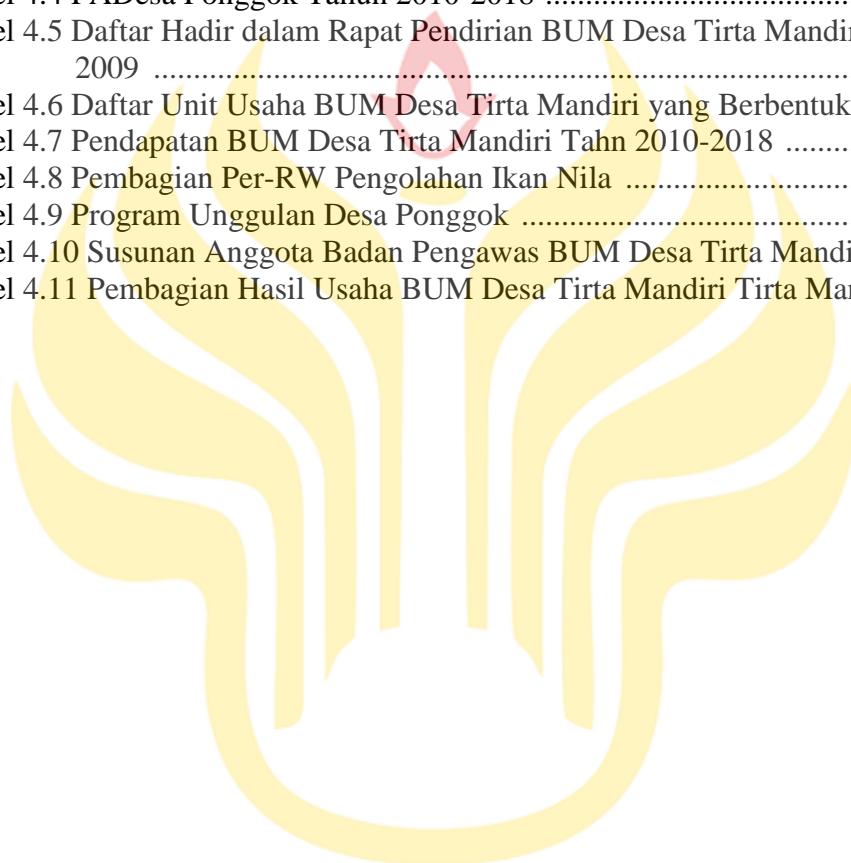 el 4.4 PADesa Ponggok Tahun 2010-2018 ..................................................
el 4.5 Daftar Hadir dalam Rapat Pendirian BUM Desa Tirta Mandiri
2009 ...........................................................................................................
el 4.6 Daftar Unit Usaha BUM Desa Tirta Mandiri yang Berbentuk
el 4.7 Pendapatan BUM Desa Tirta Mandiri Tahn 2010-2018 ..........
el 4.8 Pembagian Per-RW Pengolahan Ikan Nila ...................................
el 4.9 Program Unggulan Desa Ponggok ...................................................
el 4.10 Susunan Anggota Badan Pengawas BUM Desa Tirta Mandi
el 4.11 Pembagian Hasil Usaha BUM Desa Tirta Mandiri Tirta Mar